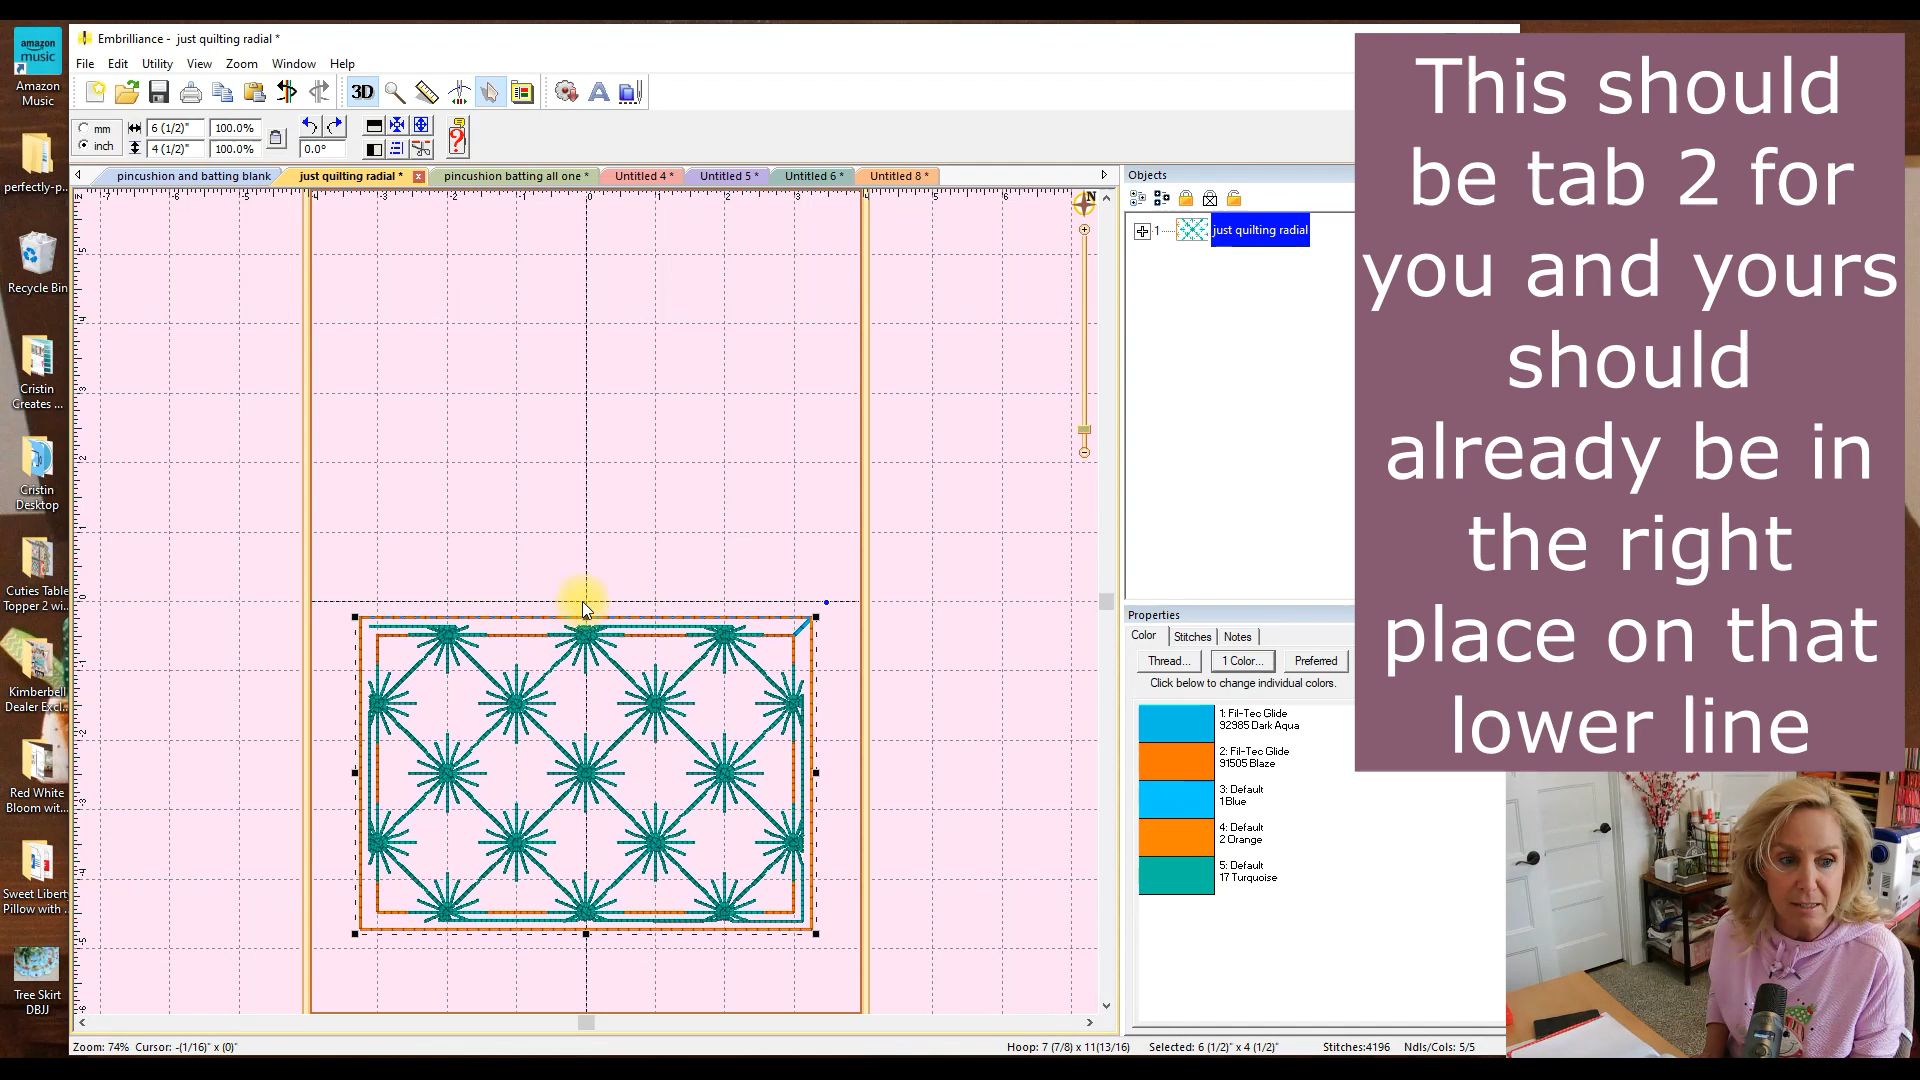 amazon
music
Amazon
Music
perfectly-p...
Recycle Bin
Cristin
Creates ...
Cristin
Desktop
Cuties Table
Topper 2 wi...
Kimberbell
Dealer Excl...
Red White
Bloom wit...
Sweet Liberty
Pillow with ...
Tree Skirt
DBJJ
Embrilliance - just quilting radial *
File Edit Utility View Zoom Window Help
3D
mm
inch
6 (1/2)" 100.0%
4 (1/2)" 100.0%
0.0°
pincushion and batting blank
just quilting radial *
pincushion batting all one *
Untitled 4 *
Untitled 5 *
Untitled 6 *
Untitled 8 *
N
Objects
1 just quilting radial
Properties
Color Stitches Notes
Thread... 1 Color... Preferred
Click below to change individual colors.
1: Fil-Tec Glide
92985 Dark Aqua
2: Fil-Tec Glide
91505 Blaze
3: Default
1 Blue
4: Default
2 Orange
5: Default
17 Turquoise
Zoom: 74% Cursor: -(1/16)" x (0)"
Hoop: 7 (7/8) x 11(13/16) Selected: 6 (1/2)" x 4 (1/2)" Stitches:4196 Ndls/Cols: 5/5
This should
be tab 2 for
you and yours
should
already be in
the right
place on that
lower line